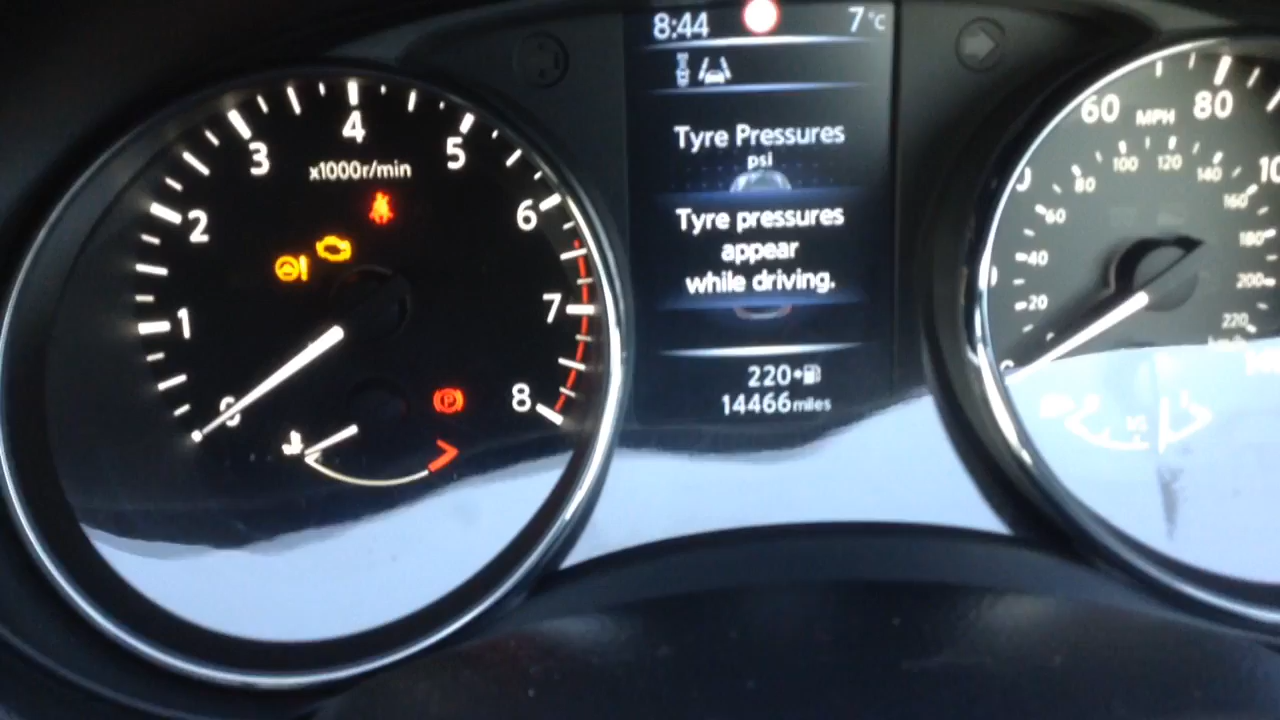 8:44 7°C
Tyre Pressures
psi
Tyre pressures
appear
while driving.
220
14466 miles
0
1
2
3
4
5
6
7
8
x1000r/min
P
60 80
MPH
20
40
60
80
100
120
140
160
180
200
220
km/h